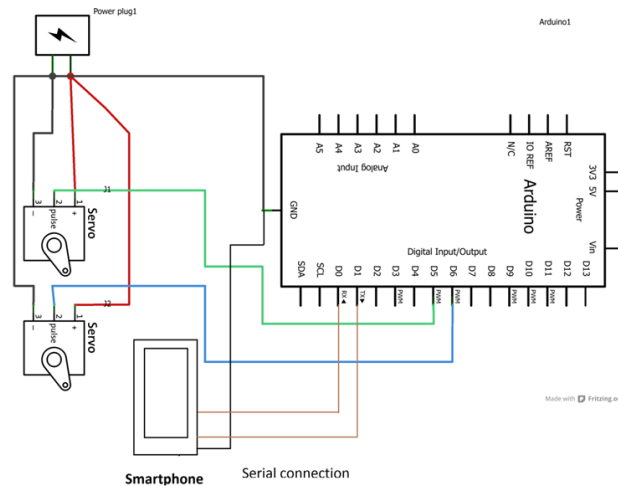 Power plug1
Arduino1
A5
A4
A3
A2
A1
A0
N/C
IO REF
AREF
RST
Analog Input
Arduino
3V3
5V
Power
Vin
GND
Digital Input/Output
SDA
SCL
D0
D1
D2
D3
D4
D5
D6
D7
D8
D9
D10
D11
D12
D13
RX
TX
PWM
PWM
PWM
PWM
PWM
PWM
J1
3
2
1
-
pulse
+
Servo
J2
3
2
1
-
pulse
+
Servo
Made with Fritzing.o
Smartphone
Serial connection